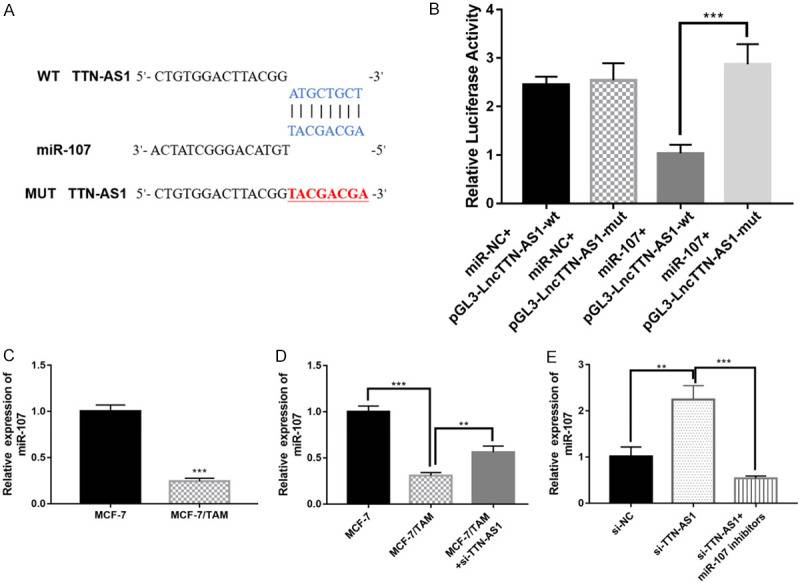 A
WT TTN-AS1 5'- CTGTGGACTTACGG -3'
ATGCTGCT
TACGACGA
miR-107 3'- ACTATCGGGACATGT -5'
MUT TTN-AS1 5'- CTGTGGACTTACGGTACGACGA -3'
B
Relative Luciferase Activity
4
3
2
1
0
***
miR-NC+
pGL3-LncTTN-AS1-wt
miR-NC+
pGL3-LncTTN-AS1-mut
miR-107+
pGL3-LncTTN-AS1-wt
miR-107+
pGL3-LncTTN-AS1-mut
C
Relative expression of
miR-107
1.5
1.0
0.5
0.0
***
MCF-7
MCF-7/TAM
D
Relative expression of
miR-107
1.5
1.0
0.5
0.0
***
**
MCF-7
MCF-7/TAM
MCF-7/TAM
+si-TTN-AS1
E
Relative expression of
miR-107
3
2
1
0
**
***
si-NC
si-TTN-AS1
si-TTN-AS1+
miR-107 inhibitors